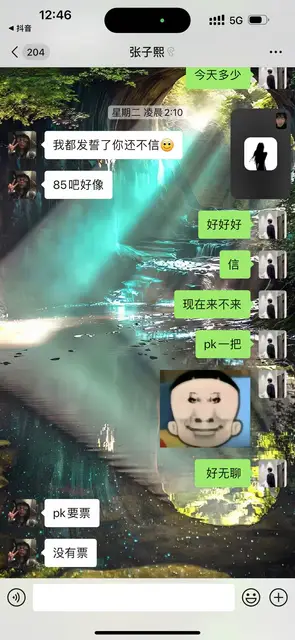 12:46
5G
抖音
204
张子熙
今天多少
星期二 凌晨2:10
我都发誓了你还不信
85吧好像
好好好
信
现在来不来
pk一把
好无聊
pk要票
没有票